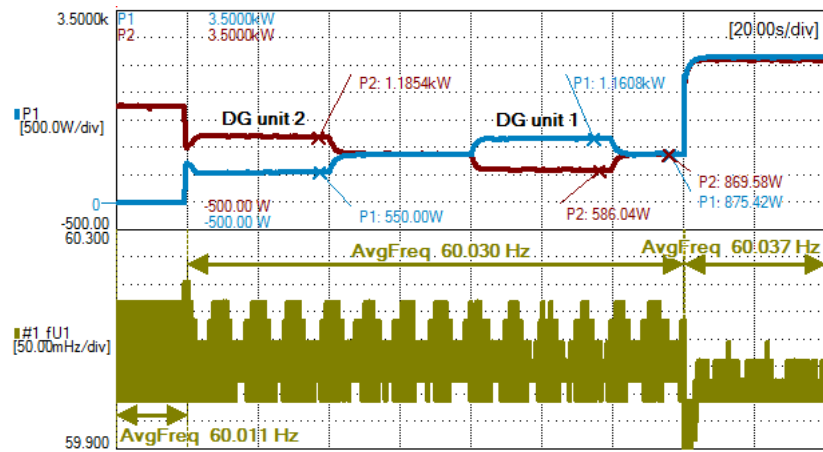 3.5000k
P1 3.5000kW
P2 3.5000kW
[20.00s/div]
P2: 1.1854kW
P1: 1.1608kW
P1
[500.0W/div]
DG unit 2
DG unit 1
0
-500.00 W
-500.00 W
P1: 550.00W
P2: 586.04W
P2: 869.58W
P1: 875.42W
-500.00
60.300
AvgFreq 60.030 Hz
AvgFreq 60.037 Hz
#1_fU1
[50.00mHz/div]
AvgFreq 60.011 Hz
59.900